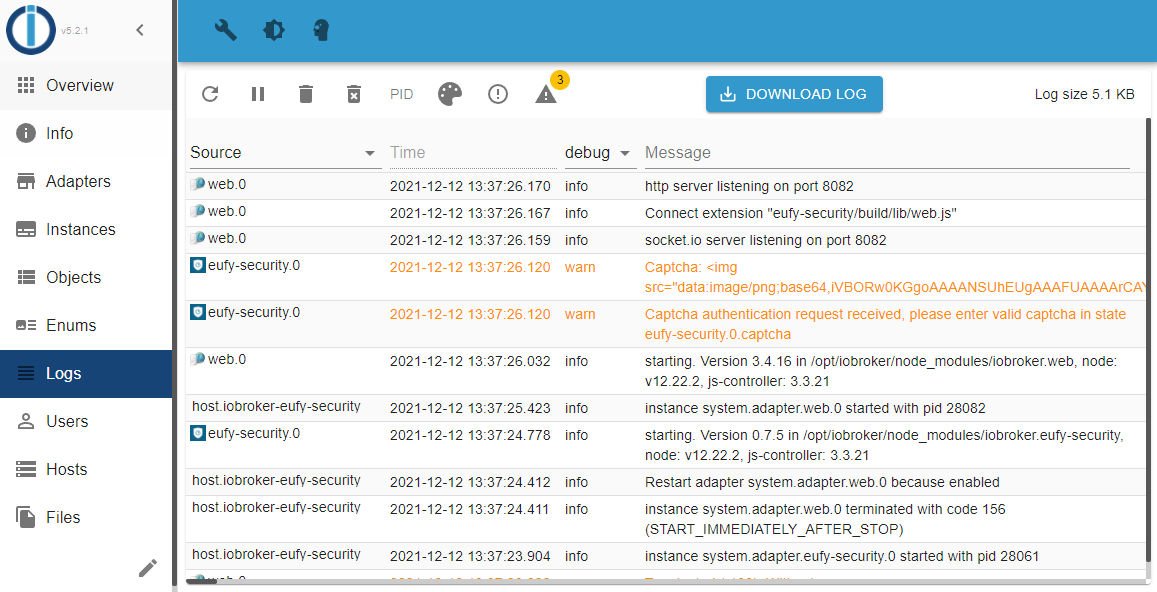 v5.2.1
Overview
Info
Adapters
Instances
Objects
Enums
Logs
Users
Hosts
Files
PID
3
DOWNLOAD LOG
Log size 5.1 KB
Source Time debug Message
web.0 2021-12-12 13:37:26.170 info http server listening on port 8082
web.0 2021-12-12 13:37:26.167 info Connect extension "eufy-security/build/lib/web.js"
web.0 2021-12-12 13:37:26.159 info socket.io server listening on port 8082
eufy-security.0 2021-12-12 13:37:26.120 warn Captcha: <img
src="data:image/png;base64,iVBORw0KGgoAAAANSUhEUgAAAFUAAAArCAY
eufy-security.0 2021-12-12 13:37:26.120 warn Captcha authentication request received, please enter valid captcha in state
eufy-security.0.captcha
web.0 2021-12-12 13:37:26.032 info starting. Version 3.4.16 in /opt/iobroker/node_modules/iobroker.web, node:
v12.22.2, js-controller: 3.3.21
host.iobroker-eufy-security 2021-12-12 13:37:25.423 info instance system.adapter.web.0 started with pid 28082
eufy-security.0 2021-12-12 13:37:24.778 info starting. Version 0.7.5 in /opt/iobroker/node_modules/iobroker.eufy-security,
node: v12.22.2, js-controller: 3.3.21
host.iobroker-eufy-security 2021-12-12 13:37:24.412 info Restart adapter system.adapter.web.0 because enabled
host.iobroker-eufy-security 2021-12-12 13:37:24.411 info instance system.adapter.web.0 terminated with code 156
(START_IMMEDIATELY_AFTER_STOP)
host.iobroker-eufy-security 2021-12-12 13:37:23.904 info instance system.adapter.eufy-security.0 started with pid 28061
web.0